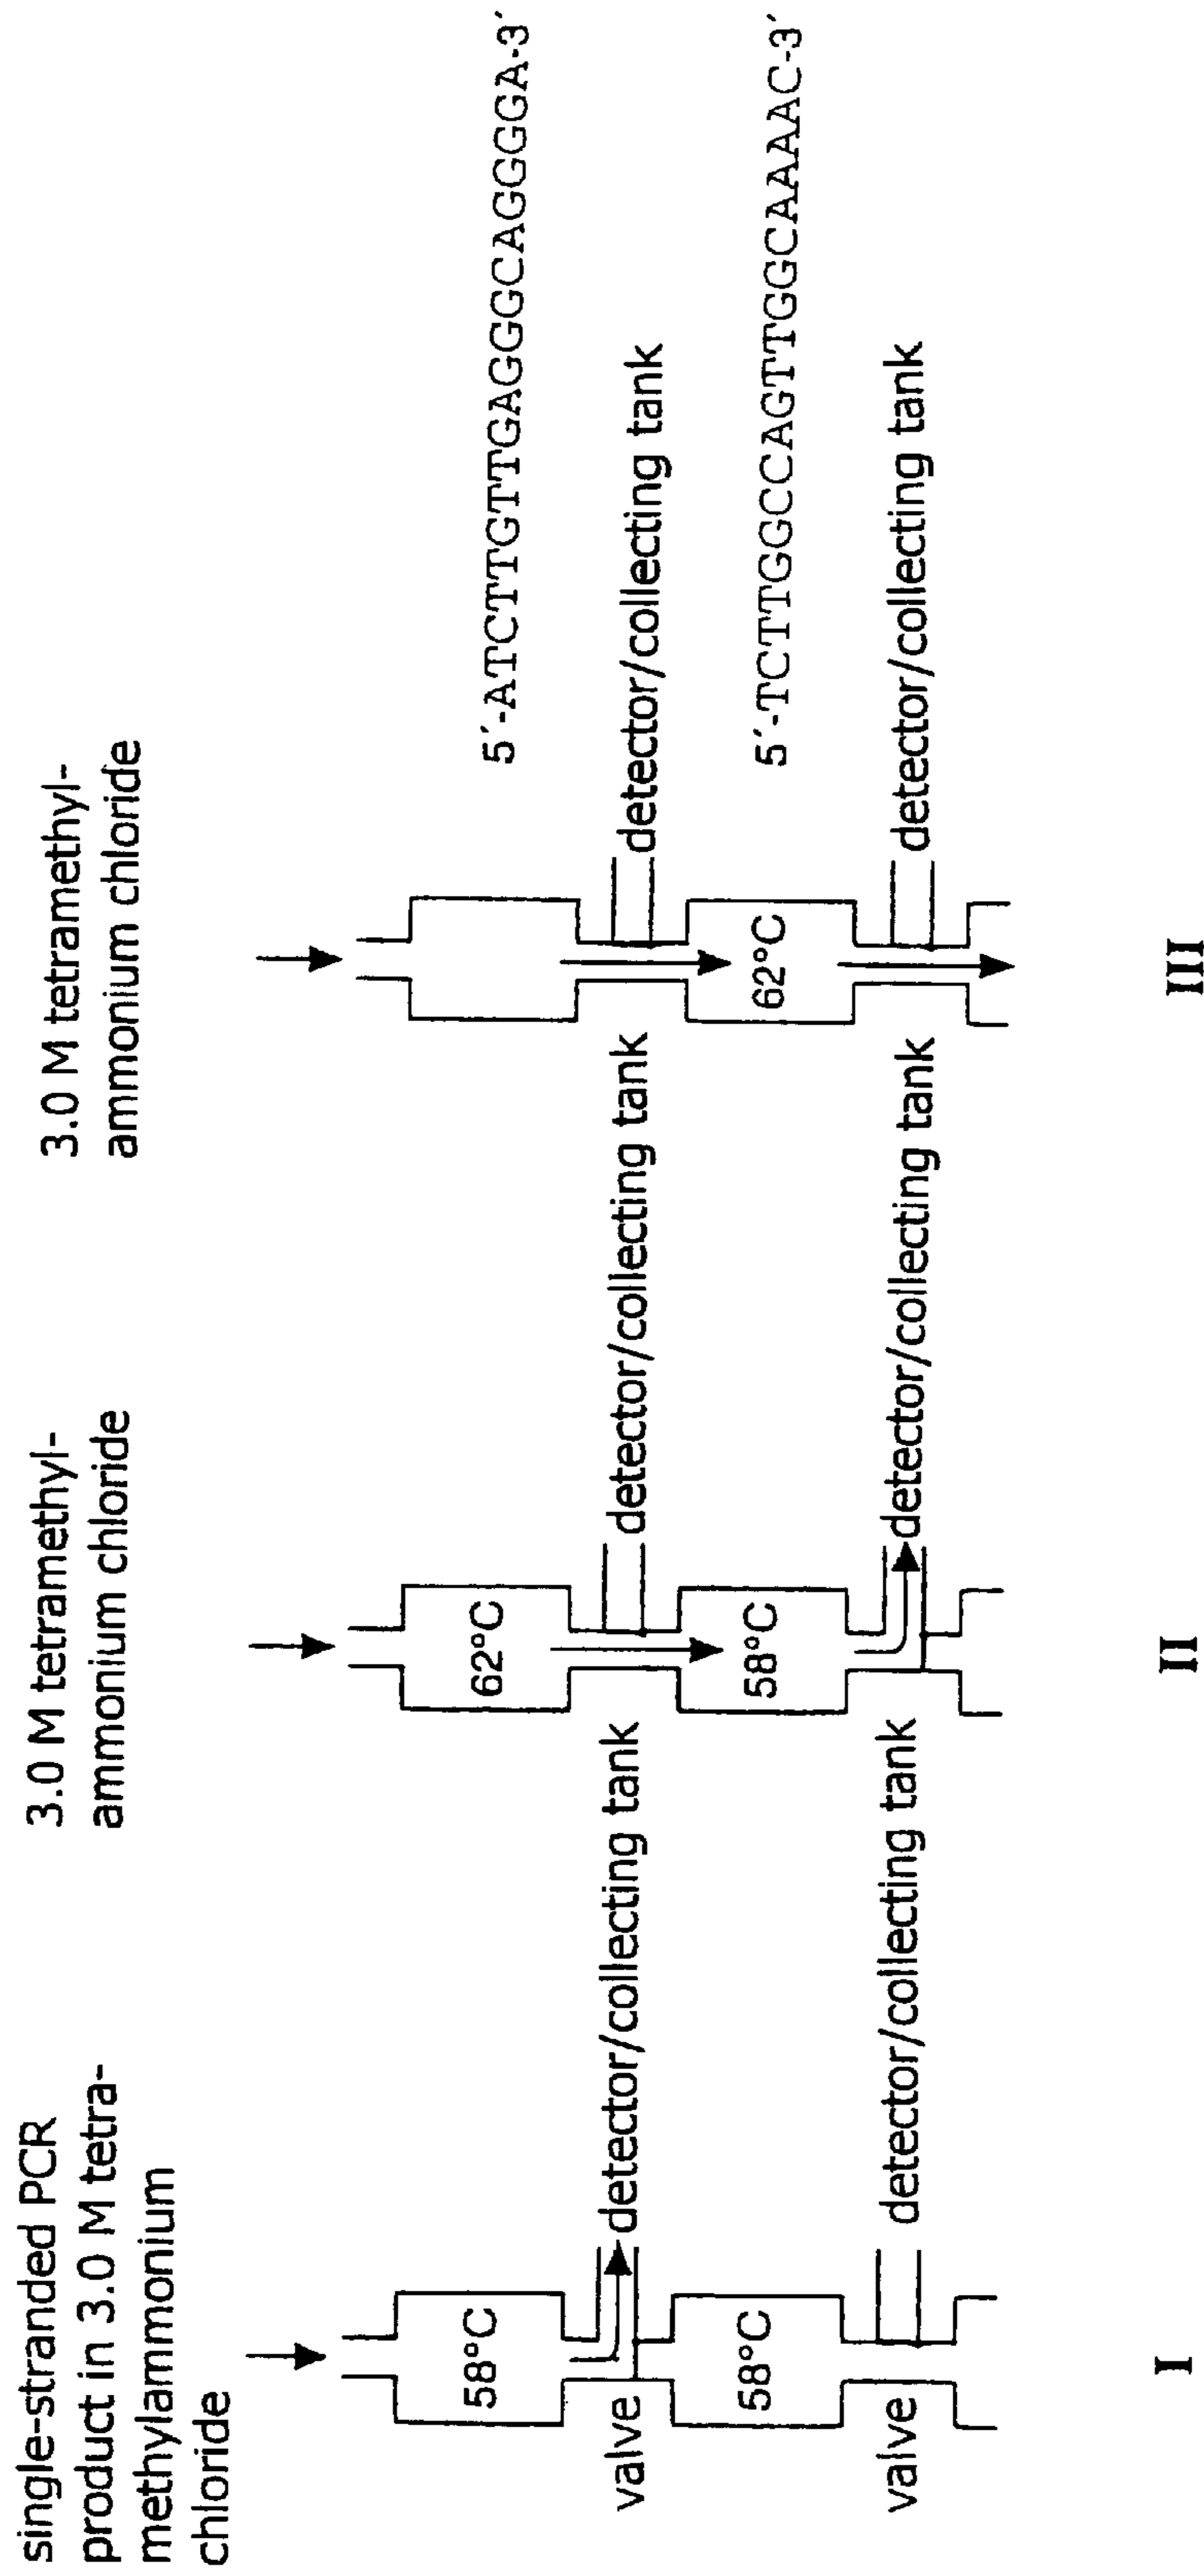 single-stranded PCR
product in 3.0 M tetra-
methylammonium
chloride
58°C
valve
detector/collecting tank
58°C
valve
detector/collecting tank
I
3.0 M tetramethyl-
ammonium chloride
62°C
detector/collecting tank
58°C
detector/collecting tank
II
3.0 M tetramethyl-
ammonium chloride
5´-ATCTTGTTGAGGGCAGGGGA-3´
detector/collecting tank
62°C
5´-TCTTGGCCAGTTGGCAAAAC-3´
detector/collecting tank
III